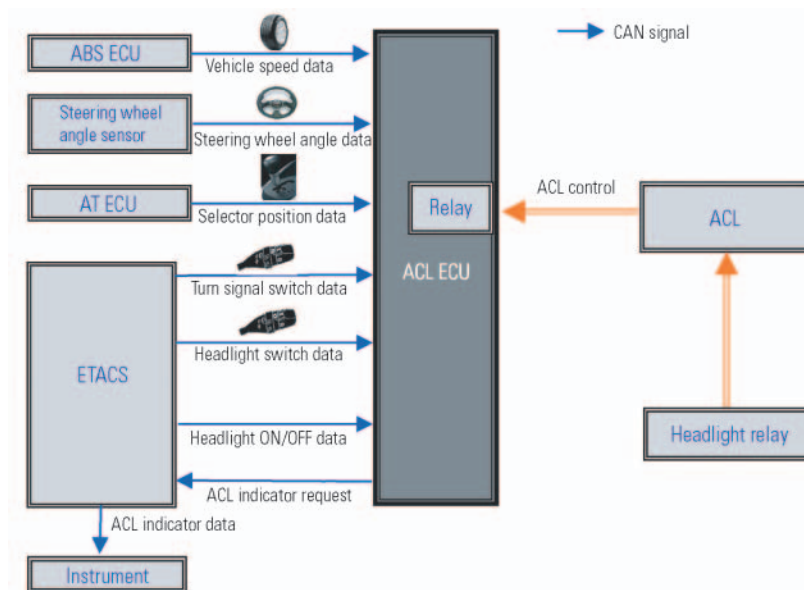 ABS ECU
Vehicle speed data
CAN signal
Steering wheel
angle sensor
Steering wheel angle data
AT ECU
Selector position data
Relay
ACL control
ACL
ACL ECU
Turn signal switch data
Headlight switch data
ETACS
Headlight ON/OFF data
Headlight relay
ACL indicator request
ACL indicator data
Instrument